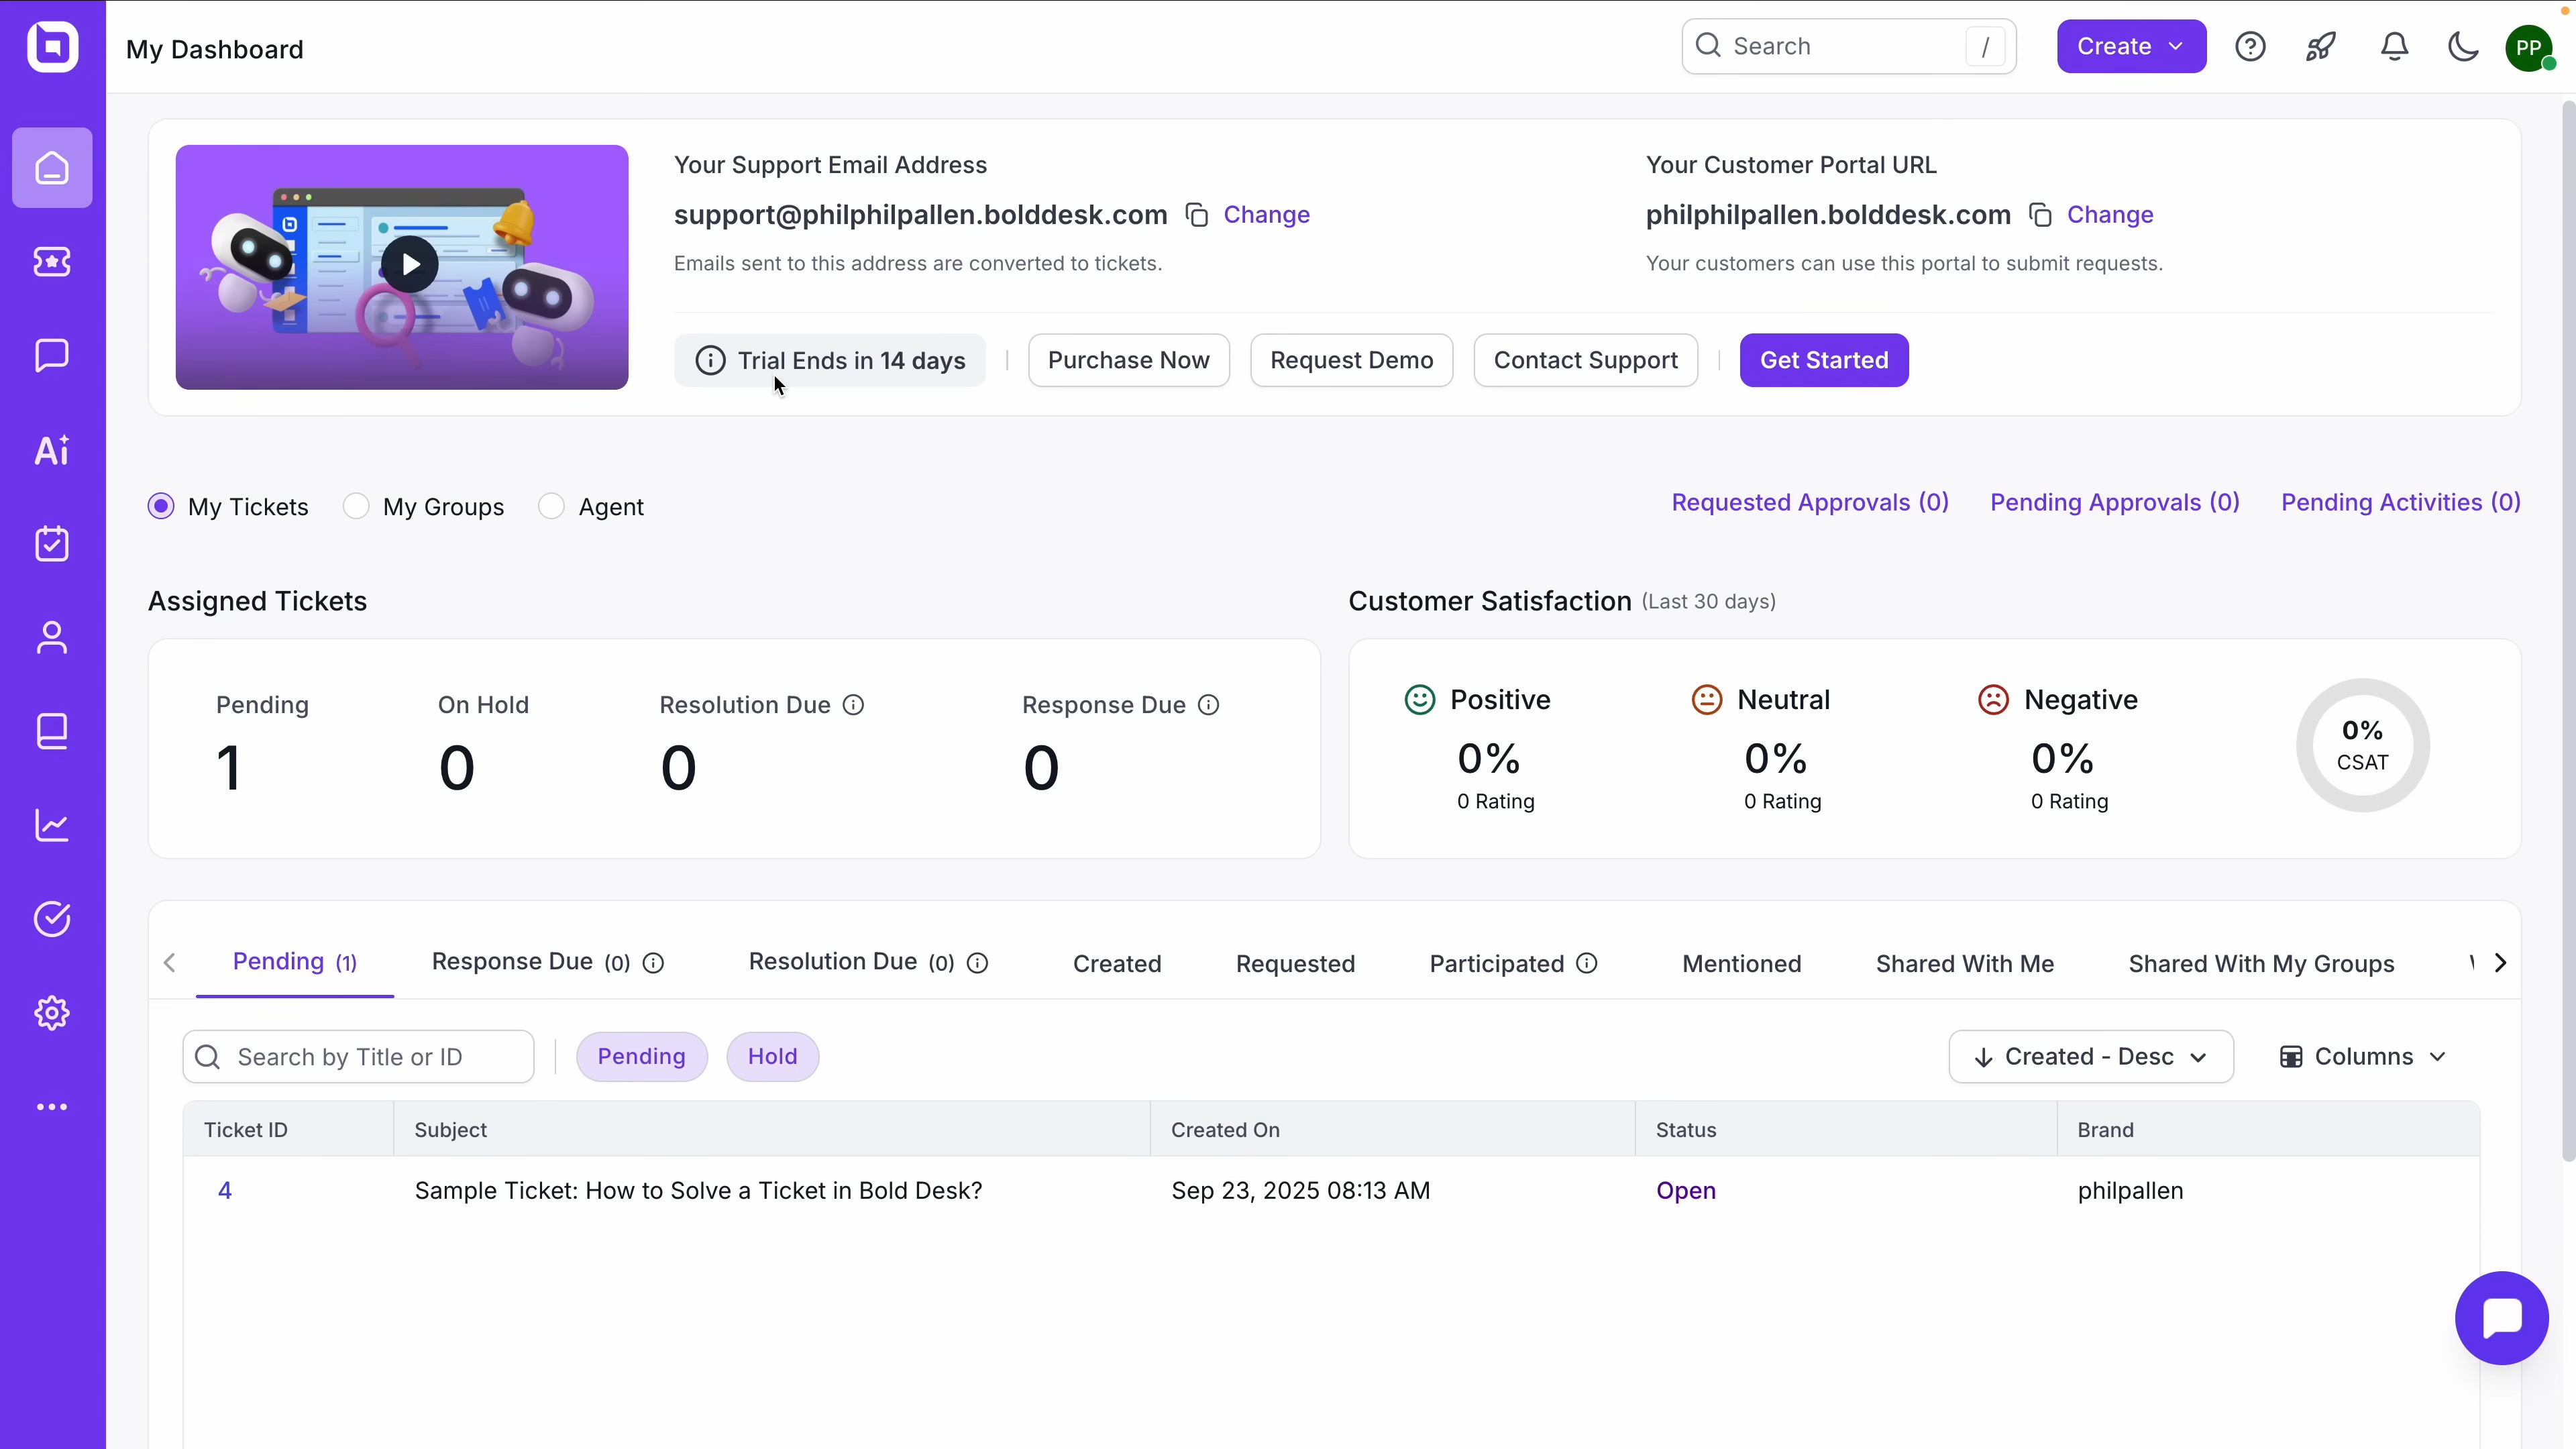 My Dashboard
Search /
Create
PP
Your Support Email Address
support@philphilpallen.bolddesk.com Change
Emails sent to this address are converted to tickets.
Your Customer Portal URL
philphilpallen.bolddesk.com Change
Your customers can use this portal to submit requests.
Trial Ends in 14 days
Purchase Now
Request Demo
Contact Support
Get Started
Ai
My Tickets
My Groups
Agent
Requested Approvals (0)
Pending Approvals (0)
Pending Activities (0)
Assigned Tickets
Pending
1
On Hold
0
Resolution Due
0
Response Due
0
Customer Satisfaction (Last 30 days)
Positive
0%
0 Rating
Neutral
0%
0 Rating
Negative
0%
0 Rating
0%
CSAT
Pending (1)
Response Due (0)
Resolution Due (0)
Created
Requested
Participated
Mentioned
Shared With Me
Shared With My Groups
Search by Title or ID
Pending
Hold
Created - Desc
Columns
Ticket ID Subject Created On Status Brand
4 Sample Ticket: How to Solve a Ticket in Bold Desk? Sep 23, 2025 08:13 AM Open philpallen